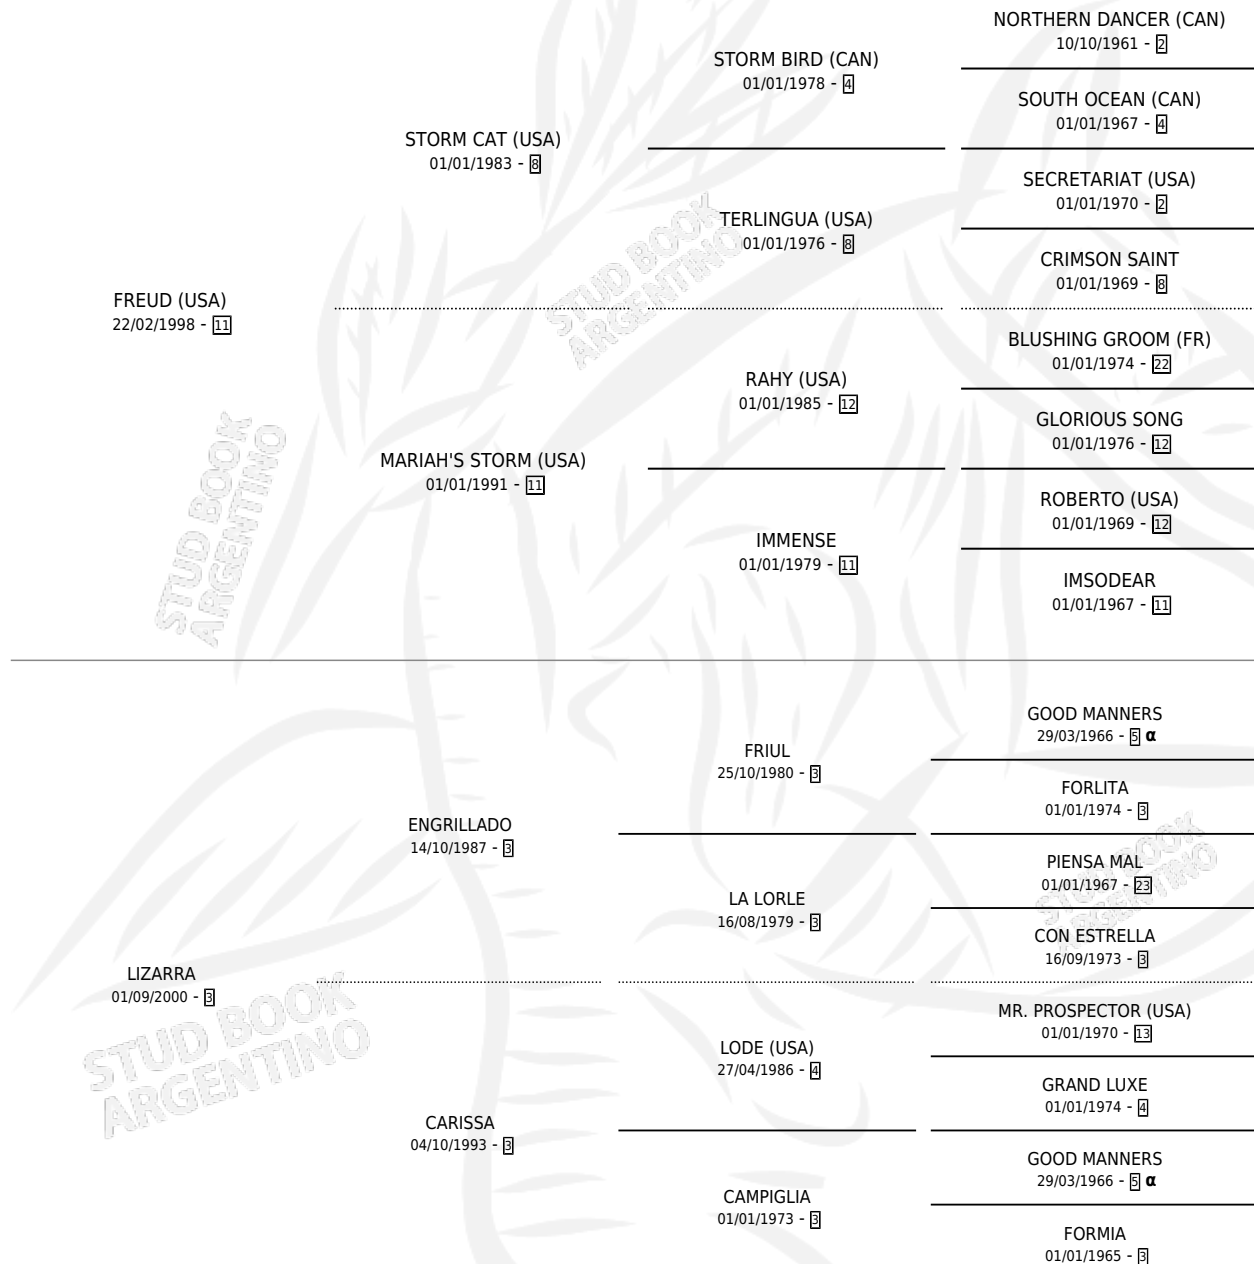 NORTHERN DANCER (CAN)
10/10/1961 - 2
STORM BIRD (CAN)
01/01/1978 - 4
SOUTH OCEAN (CAN)
01/01/1967 - 4
STORM CAT (USA)
01/01/1983 - 8
SECRETARIAT (USA)
01/01/1970 - 2
TERLINGUA (USA)
01/01/1976 - 8
CRIMSON SAINT
01/01/1969 - 8
FREUD (USA)
22/02/1998 - 11
BLUSHING GROOM (FR)
01/01/1974 - 22
RAHY (USA)
01/01/1985 - 12
GLORIOUS SONG
01/01/1976 - 12
MARIAH'S STORM (USA)
01/01/1991 - 11
ROBERTO (USA)
01/01/1969 - 12
IMMENSE
01/01/1979 - 11
IMSODEAR
01/01/1967 - 11
GOOD MANNERS
29/03/1966 - 5 α
FRIUL
25/10/1980 - 3
FORLITA
01/01/1974 - 3
ENGRILLADO
14/10/1987 - 3
PIENSA MAL
01/01/1967 - 23
LA LORLE
16/08/1979 - 3
CON ESTRELLA
16/09/1973 - 3
LIZARRA
01/09/2000 - 3
MR. PROSPECTOR (USA)
01/01/1970 - 13
LODE (USA)
27/04/1986 - 4
GRAND LUXE
01/01/1974 - 4
CARISSA
04/10/1993 - 3
GOOD MANNERS
29/03/1966 - 5 α
CAMPIGLIA
01/01/1973 - 3
FORMIA
01/01/1965 - 3
STUD BOOK
ARGENTINO
STUD BOOK
ARGENTINO
STUD BOOK
ARGENTINO
STUD BOOK
ARGENTINO